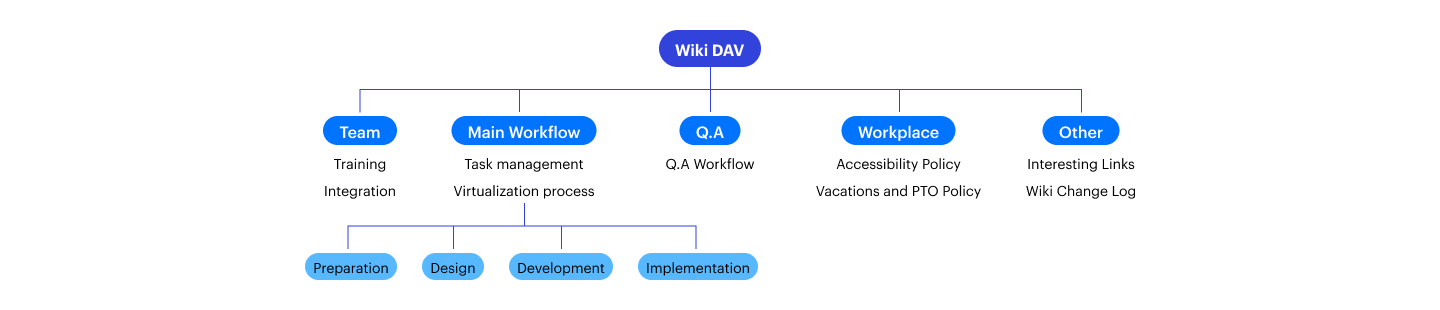 Wiki DAV
Team
Main Workflow
Q.A
Workplace
Other
Training
Task management
Q.A Workflow
Accessibility Policy
Interesting Links
Integration
Virtualization process
Vacations and PTO Policy
Wiki Change Log
Preparation
Design
Development
Implementation